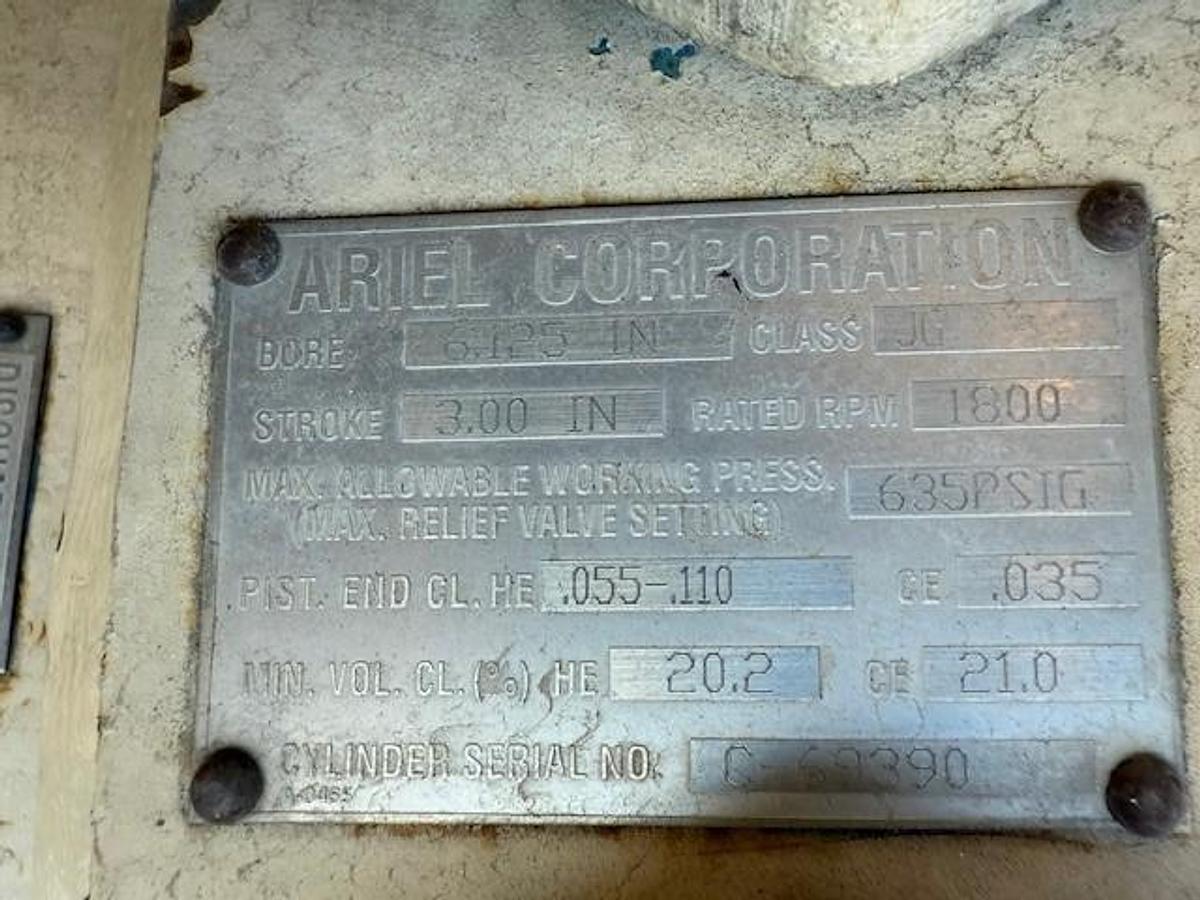 ARIEL CORPORATION
BORE 6.125 IN CLASS JG
STROKE 3.00 IN RATED RPM 1800
MAX. ALLOWABLE WORKING PRESS. 635PSIG
(MAX. RELIEF VALVE SETTING)
PIST. END CL. HE .055-.110 CE .035
MIN. VOL. CL. (%) HE 20.2 CE 21.0
CYLINDER SERIAL NO. C-69390